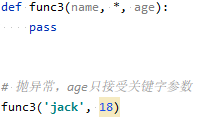 def func3(name, *, age):
    pass
# 抛异常，age只接受关键字参数
func3('jack', 18)